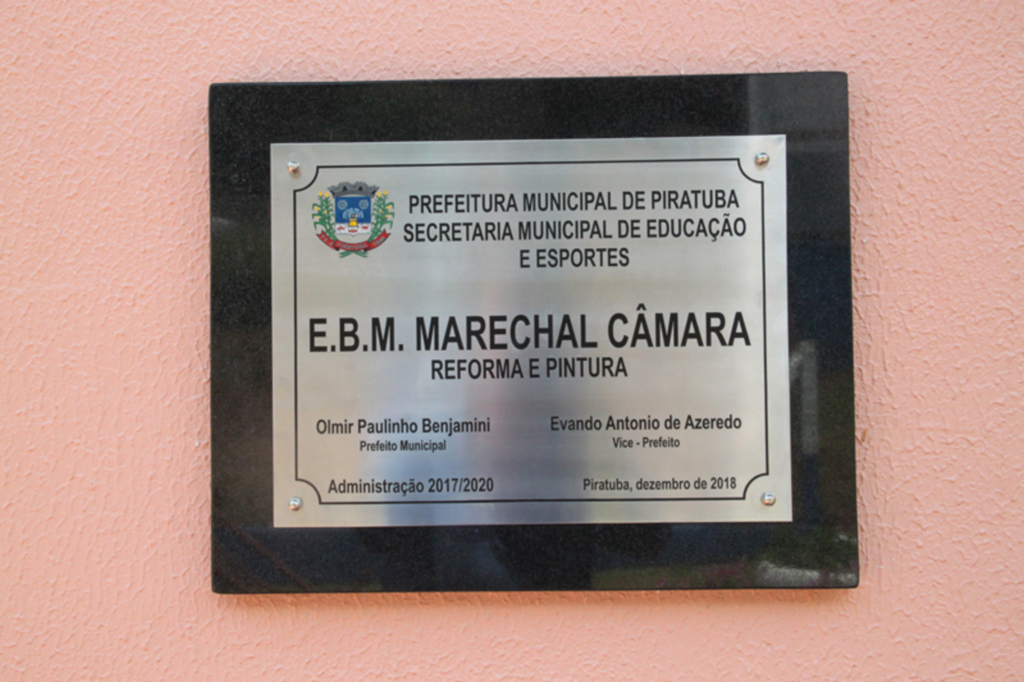 PREFEITURA MUNICIPAL DE PIRATUBA
SECRETARIA MUNICIPAL DE EDUCAÇÃO
E ESPORTES
E.B.M. MARECHAL CÂMARA
REFORMA E PINTURA
Olmir Paulinho Benjamini
Prefeito Municipal
Evando Antonio de Azeredo
Vice - Prefeito
Administração 2017/2020
Piratuba, dezembro de 2018